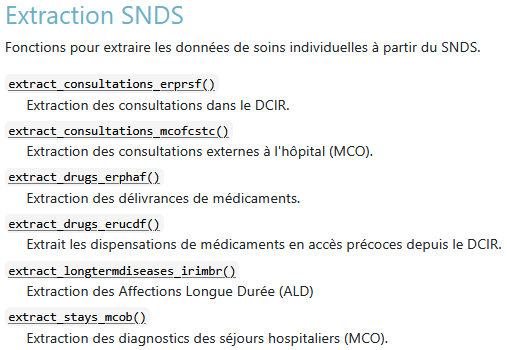 Extraction SNDS
Fonctions pour extraire les données de soins individuelles à partir du SNDS.
extract_consultations_erprsf()
Extraction des consultations dans le DCIR.
extract_consultations_mcofcstc()
Extraction des consultations externes à l'hôpital (MCO).
extract_drugs_erphaf()
Extraction des délivrances de médicaments.
extract_drugs_erucdf()
Extrait les dispensations de médicaments en accès précoces depuis le DCIR.
extract_longtermdiseases_irimbr()
Extraction des Affections Longue Durée (ALD)
extract_stays_mcob()
Extraction des diagnostics des séjours hospitaliers (MCO).